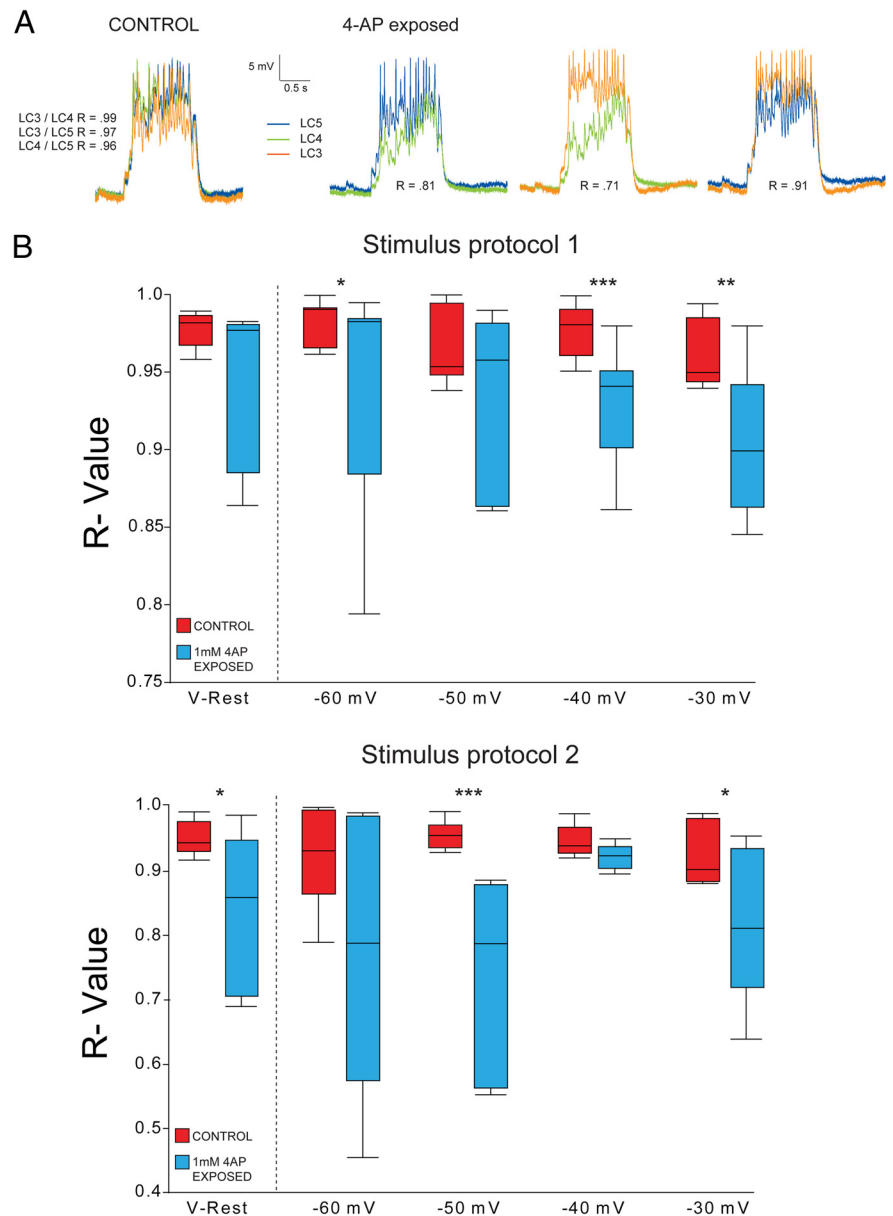 A
CONTROL
4-AP exposed
5 mV
0.5 s
LC3 / LC4 R = .99
LC3 / LC5 R = .97
LC4 / LC5 R = .96
LC5
LC4
LC3
R = .81
R = .71
R = .91
B
Stimulus protocol 1
* *** **
1.0
0.95
0.9
0.85
0.8
0.75
R- Value
CONTROL
1mM 4AP
EXPOSED
V-Rest -60 mV -50 mV -40 mV -30 mV
Stimulus protocol 2
* *** *
1.0
0.9
0.8
0.7
0.6
0.5
0.4
R- Value
CONTROL
1mM 4AP
EXPOSED
V-Rest -60 mV -50 mV -40 mV -30 mV